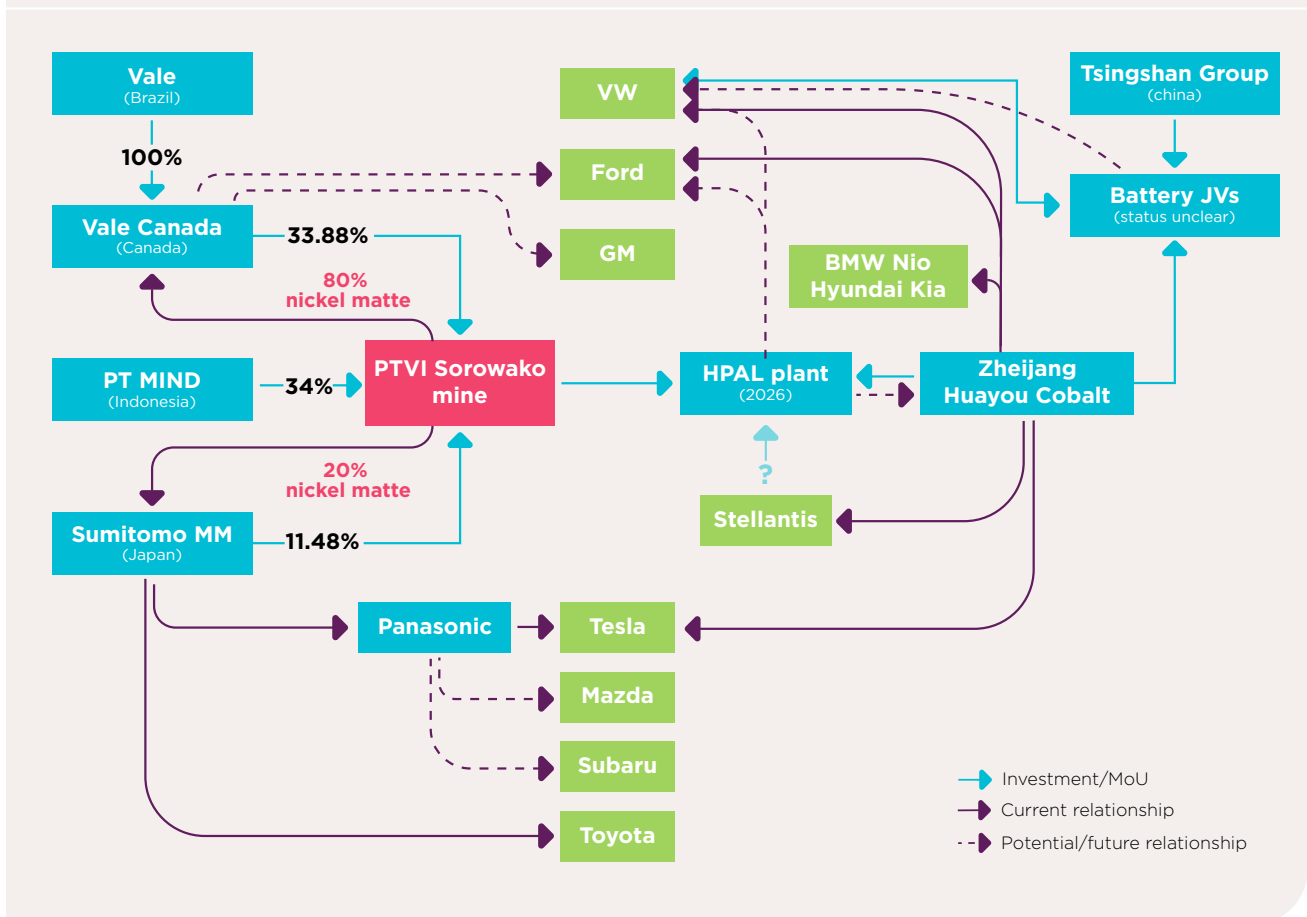 Vale
(Brazil)
100%
Vale Canada
(Canada)
33.88%
80%
nickel matte
PT MIND
(Indonesia)
34%
PTVI Sorowako
mine
20%
nickel matte
Sumitomo MM
(Japan)
11.48%
VW
Ford
GM
Tsingshan Group
(china)
Battery JVs
(status unclear)
BMW Nio
Hyundai Kia
HPAL plant
(2026)
Zheijang
Huayou Cobalt
?
Stellantis
Panasonic
Tesla
Mazda
Subaru
Toyota
Investment/MoU
Current relationship
Potential/future relationship